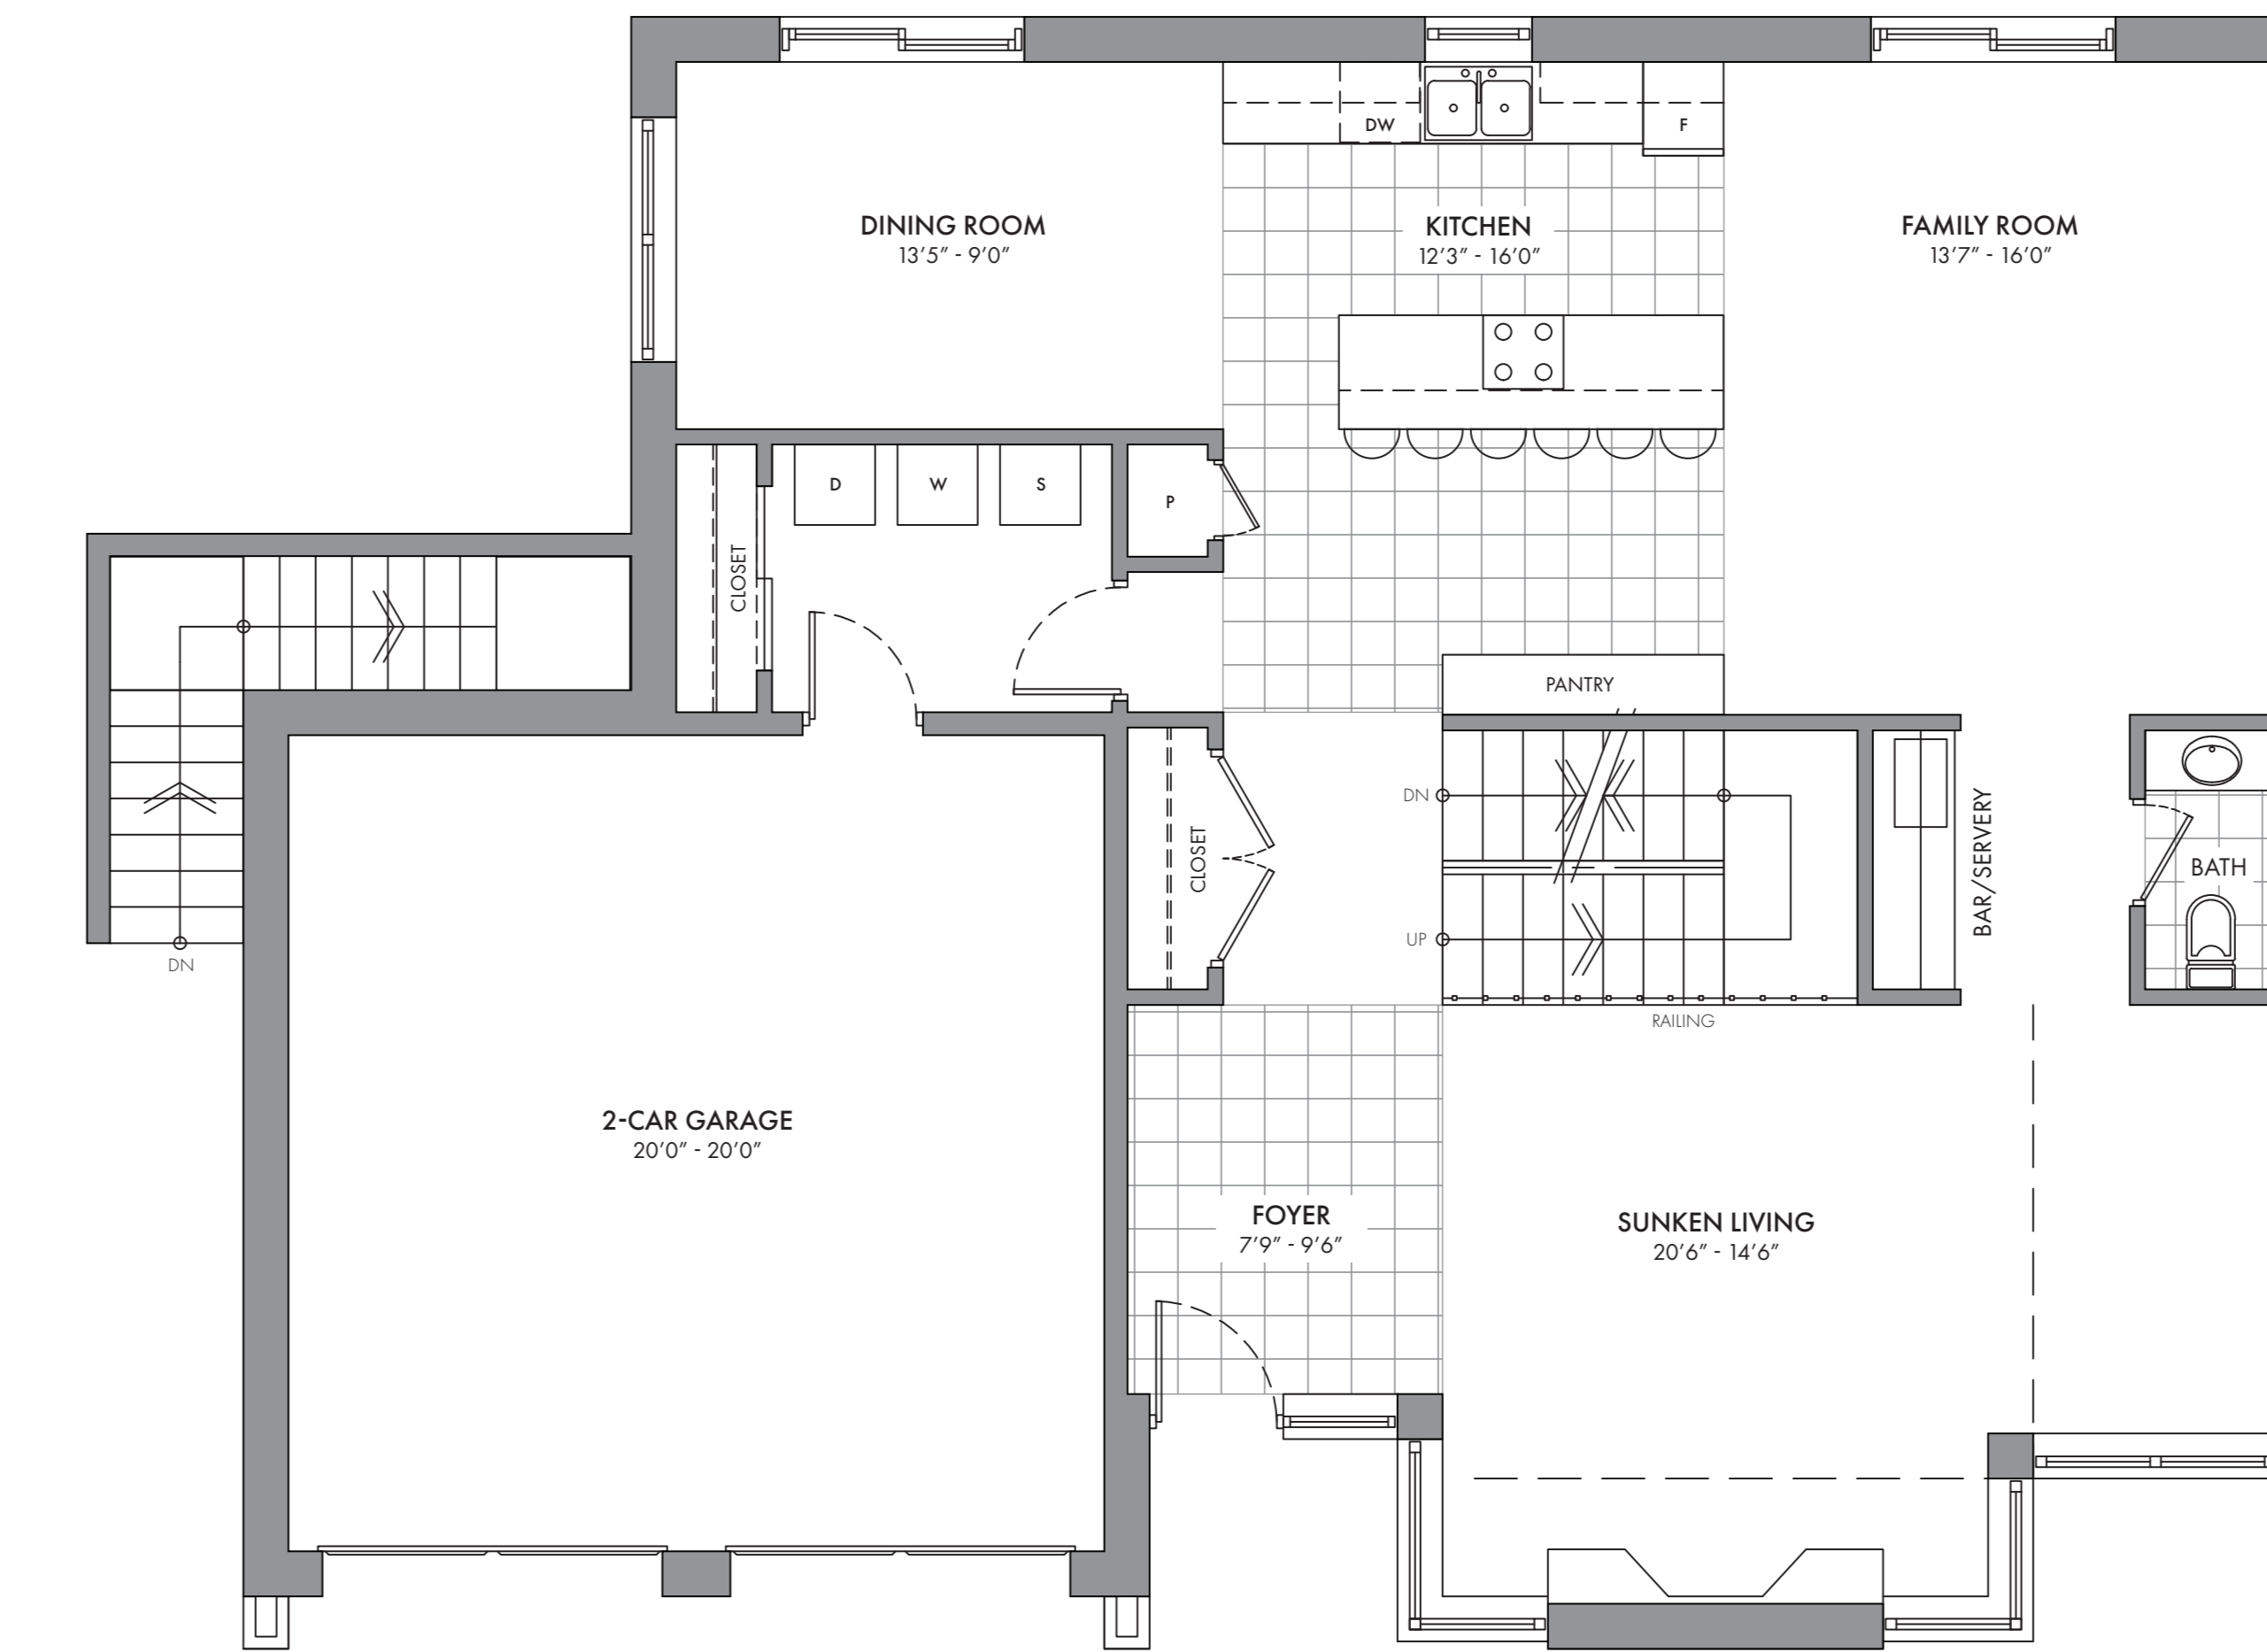 DW
F
DINING ROOM
13’5” - 9’0”
KITCHEN
12’3” - 16’0”
FAMILY ROOM
13’7” - 16’0”
D
W
S
P
CLOSET
PANTRY
DN
UP
CLOSET
BAR/SERVERY
BATH
DN
RAILING
2-CAR GARAGE
20’0” - 20’0”
FOYER
7’9” - 9’6”
SUNKEN LIVING
20’6” - 14’6”